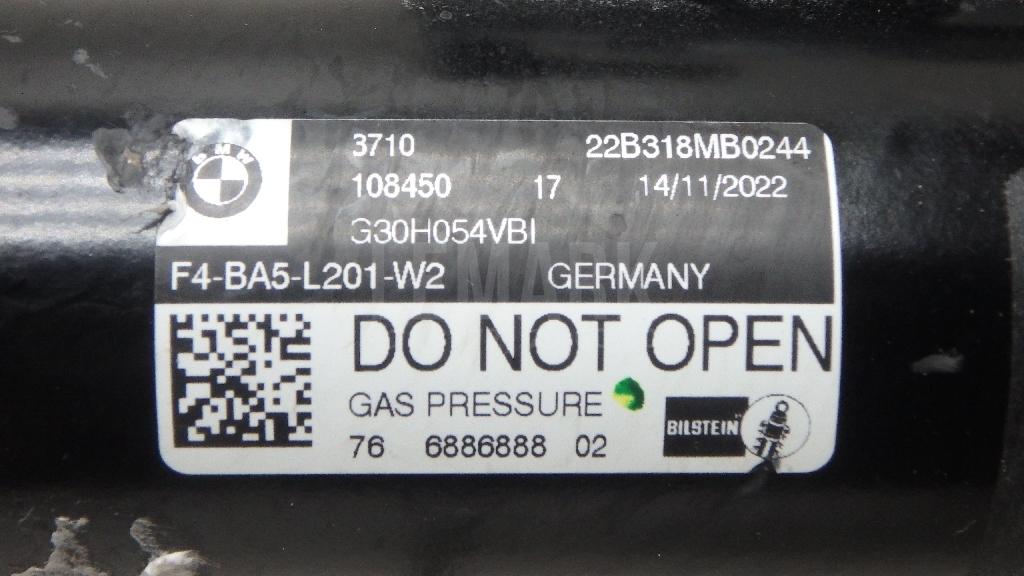 BMW
3710 22B318MB0244
108450 17 14/11/2022
G30H054VBI
F4-BA5-L201-W2 GERMANY
DO NOT OPEN
GAS PRESSURE
76 6886888 02
BILSTEIN